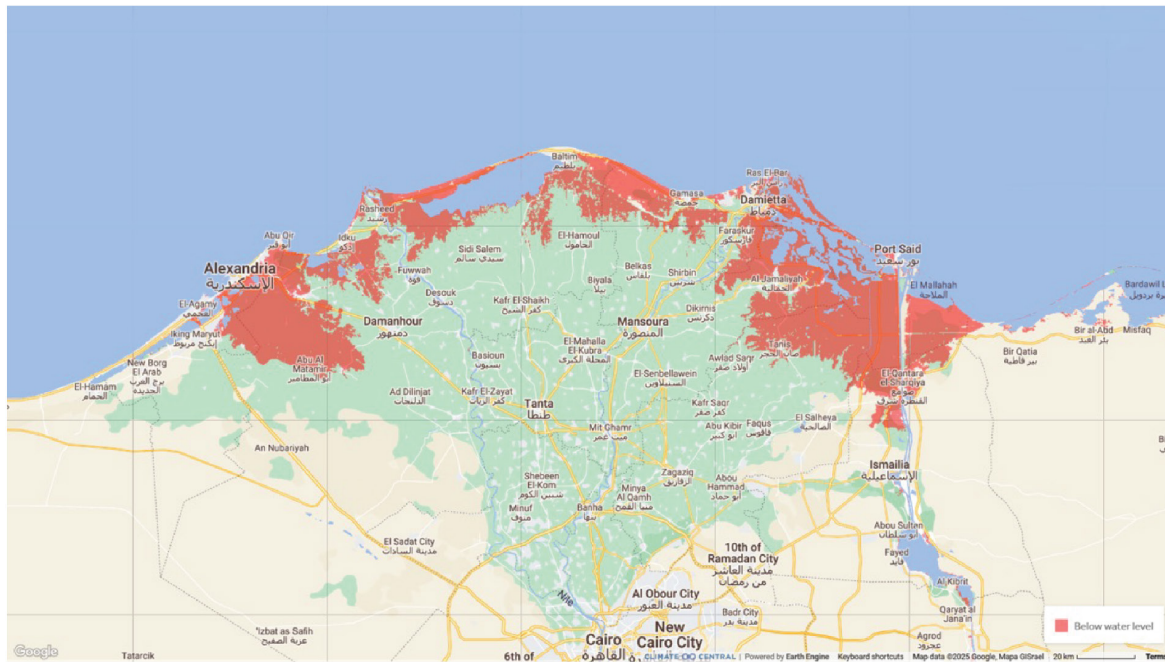 Baltim
بلطيم
Ras El Bar
رأس البر
Gamasa
جمصة
Damietta
دمياط
Rasheed
رشيد
Abu Qir
أبو قير
Idku
إدكو
El-Hamoul
الحامول
Faraskur
فارسكور
Port Said
بور سعيد
Sidi Salem
سيدي سالم
Alexandria
الإسكندرية
Fuwwah
فوة
Belkas
بلقاس
Shirbin
شربين
Al Jamaliyah
الجمالية
El Mallahah
الملاحة
Bardawil L
بردويل
Biyala
بيلا
Desouk
دسوق
Kafr El-Shaikh
كفر الشيخ
El-Agamy
العجمي
Damanhour
دمنهور
Mansoura
المنصورة
Dikirnis
دكرنس
Iking Maryut
إيكنج مريوط
Bir al-Abd
بئر العبد
Misfaq
El-Mahalla
El-Kubra
المحلة الكبرى
Tanis
صان الحجر
Bir Qatia
بير قاطية
Abu Al
Matamir
أبو المطامير
Basioun
بسيون
Awlad Saqr
أولاد صقر
New Borg
El Arab
برج العرب
الجديدة
El-Hamam
الحمام
El-Senbellawein
السنبلاوين
El Qantara
el Sharqiya
القنطرة شرق
Ad Dilinjat
الدلنجات
Kafr El-Zayat
كفر الزيات
Tanta
طنطا
Kafr Saqr
كفر صقر
El Salheya
الصالحية
Mit Ghamr
ميت غمر
Abu Kibir
أبو كبير
Faqus
فاقوس
An Nubariyah
Ismailia
الإسماعيلية
Shebeen
El-Kom
شبين الكوم
Zagazig
الزقازيق
Abou
Hammad
أبو حماد
Minya
Al Qamh
منيا القمح
Minuf
منوف
Banha
بنها
Abou Sultan
أبو سلطان
El Sadat City
مدينة السادات
10th of
Ramadan City
مدينة العاشر
من رمضان
Fayed
فايد
Al Kibrit
Nile
Al Obour City
مدينة العبور
Badr City
مدينة بدر
Qaryat al
Jana'in
'Izbat as Safih
عزبة الصفيح
New
Cairo City
Cairo
القاهرة
Agrod
عجرود
Below water level
Tatarcik
6th of
Google
CLIMATE CENTRAL | Powered by Earth Engine Keyboard shortcuts Map data ©2025 Google, Mapa GISrael 20 km Terms